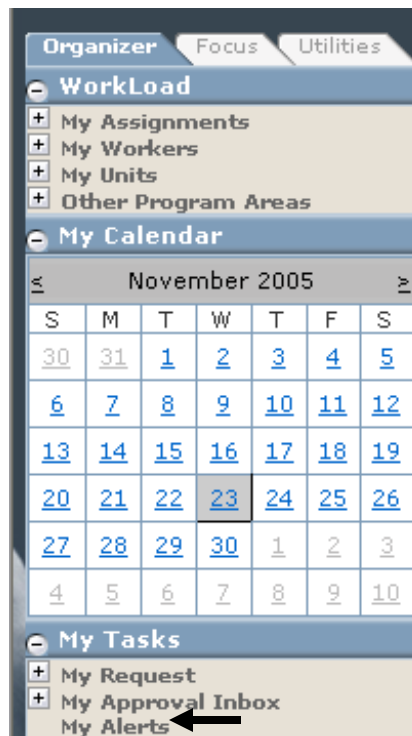 Organizer Focus Utilities
WorkLoad
My Assignments
My Workers
My Units
Other Program Areas
My Calendar
< November 2005 >
S M T W T F S
30 31 1 2 3 4 5
6 7 8 9 10 11 12
13 14 15 16 17 18 19
20 21 22 23 24 25 26
27 28 29 30 1 2 3
4 5 6 7 8 9 10
My Tasks
My Request
My Approval Inbox
My Alerts